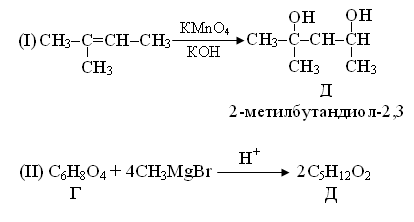 OH OH
(I) CH₃–C=CH–CH₃ KMnO₄ KOH CH₃–C–CH–CH
CH₃ CH₃ CH₃
Д
2-метилбутандиол-2,3
(II) C₆H₈O₄ + 4CH₃MgBr H⁺ 2C₅H₁₂O₂
Г Д